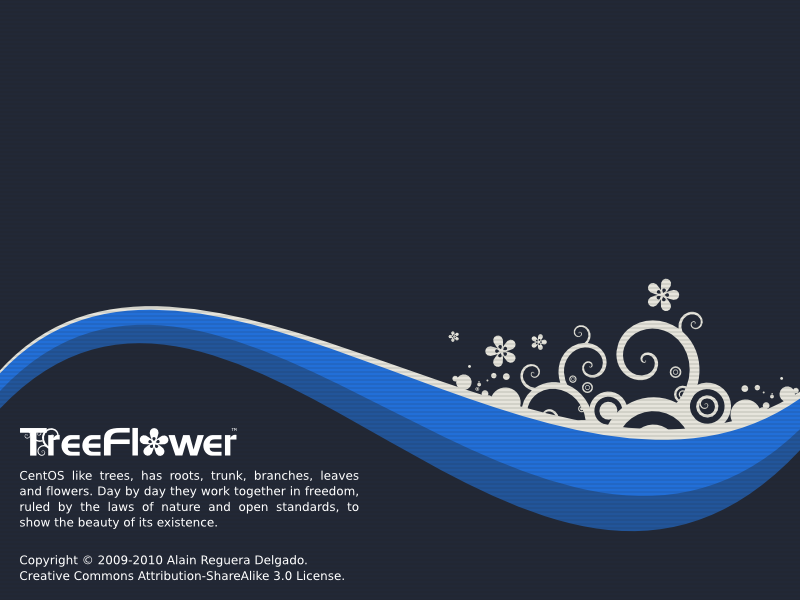 TreeFlower™
CentOS like trees, has roots, trunk, branches, leaves
and flowers. Day by day they work together in freedom,
ruled by the laws of nature and open standards, to
show the beauty of its existence.
Copyright © 2009-2010 Alain Reguera Delgado.
Creative Commons Attribution-ShareAlike 3.0 License.